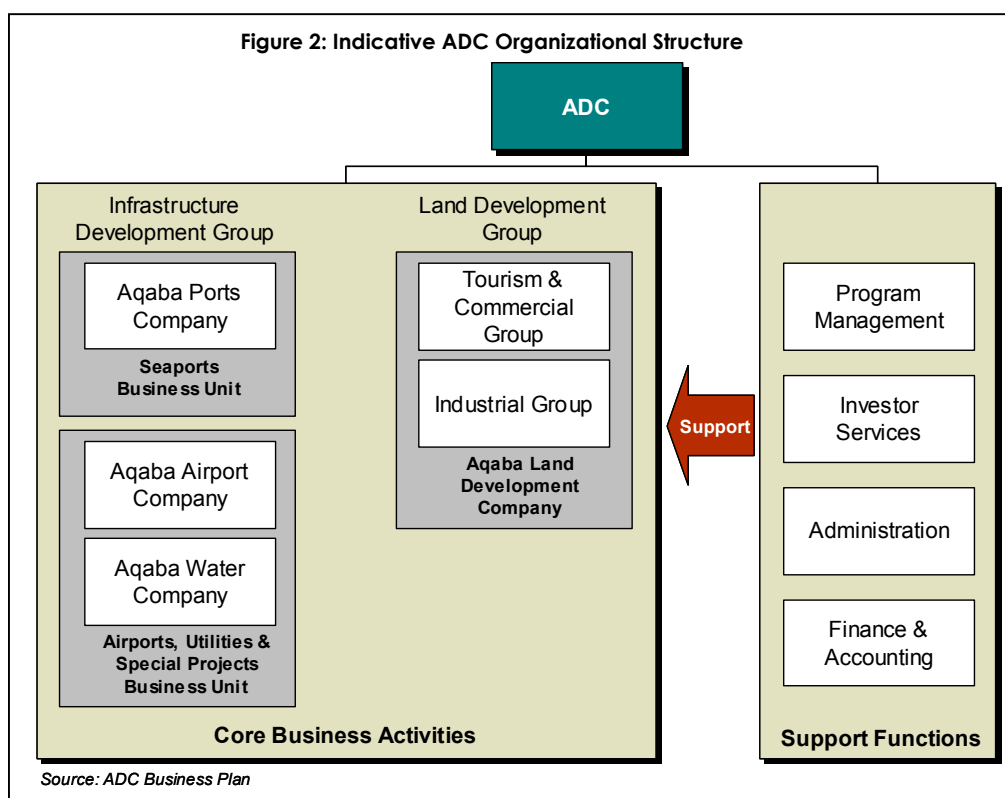 Figure 2: Indicative ADC Organizational Structure
ADC
Infrastructure
Development Group
Aqaba Ports
Company
Seaports
Business Unit
Aqaba Airport
Company
Aqaba Water
Company
Airports, Utilities &
Special Projects
Business Unit
Land Development
Group
Tourism &
Commercial
Group
Industrial Group
Aqaba Land
Development
Company
Core Business Activities
Support
Program
Management
Investor
Services
Administration
Finance &
Accounting
Support Functions
Source: ADC Business Plan